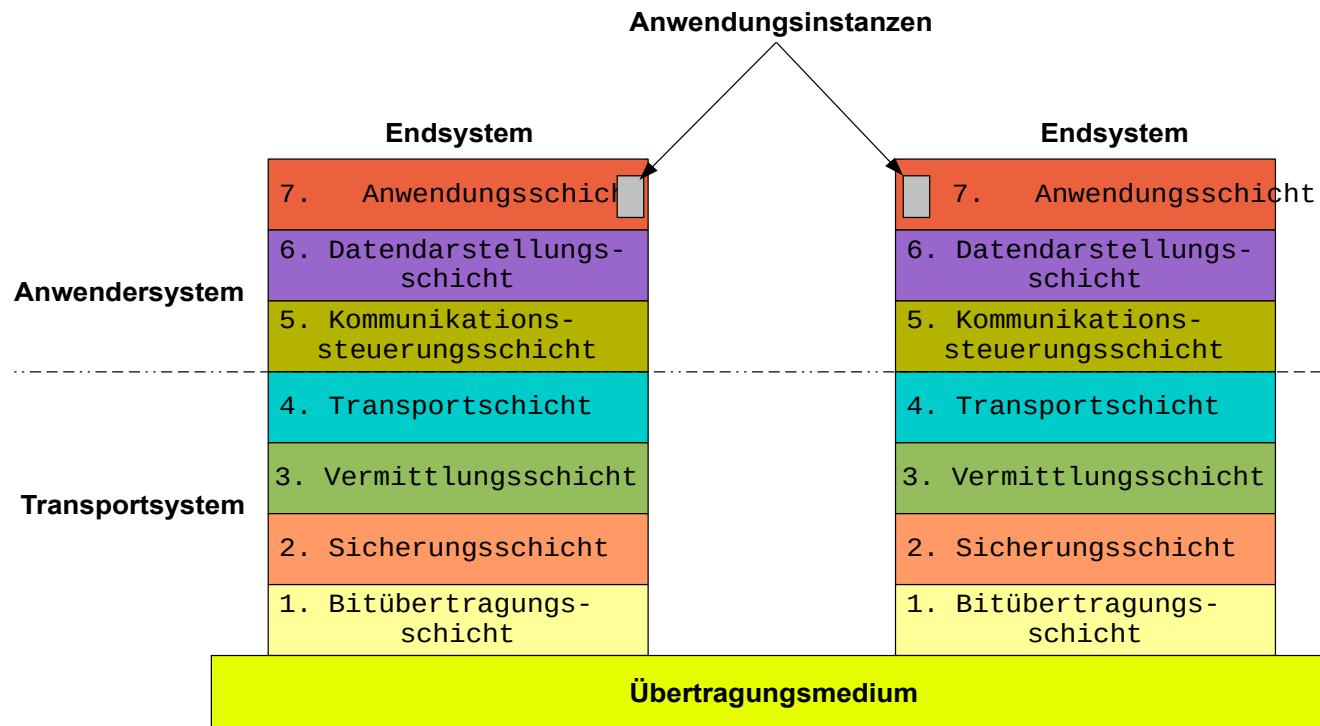 Anwendungsinstanzen
Endsystem
Endsystem
7. Anwendungsschicht
7. Anwendungsschicht
6. Datendarstellungs-
schicht
6. Datendarstellungs-
schicht
Anwendersystem
5. Kommunikations-
steuerungsschicht
5. Kommunikations-
steuerungsschicht
4. Transportschicht
4. Transportschicht
3. Vermittlungsschicht
3. Vermittlungsschicht
Transportsystem
2. Sicherungsschicht
2. Sicherungsschicht
1. Bitübertragungs-
schicht
1. Bitübertragungs-
schicht
Übertragungsmedium